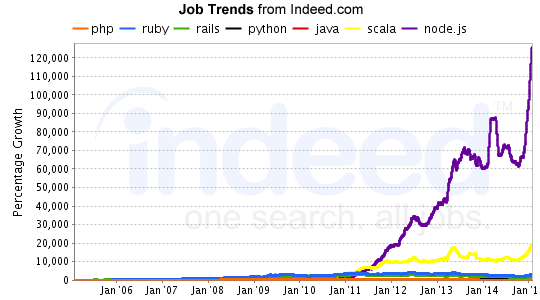 Job Trends from Indeed.com
php ruby rails python java scala node.js
120,000
110,000
100,000
90,000
80,000
70,000
60,000
50,000
40,000
30,000
20,000
10,000
0
Percentage Growth
indeed™
one search. all jobs.
Jan'06 Jan '07 Jan'08 Jan'09 Jan'10 Jan'11 Jan'12 Jan'13 Jan'14 Jan'1